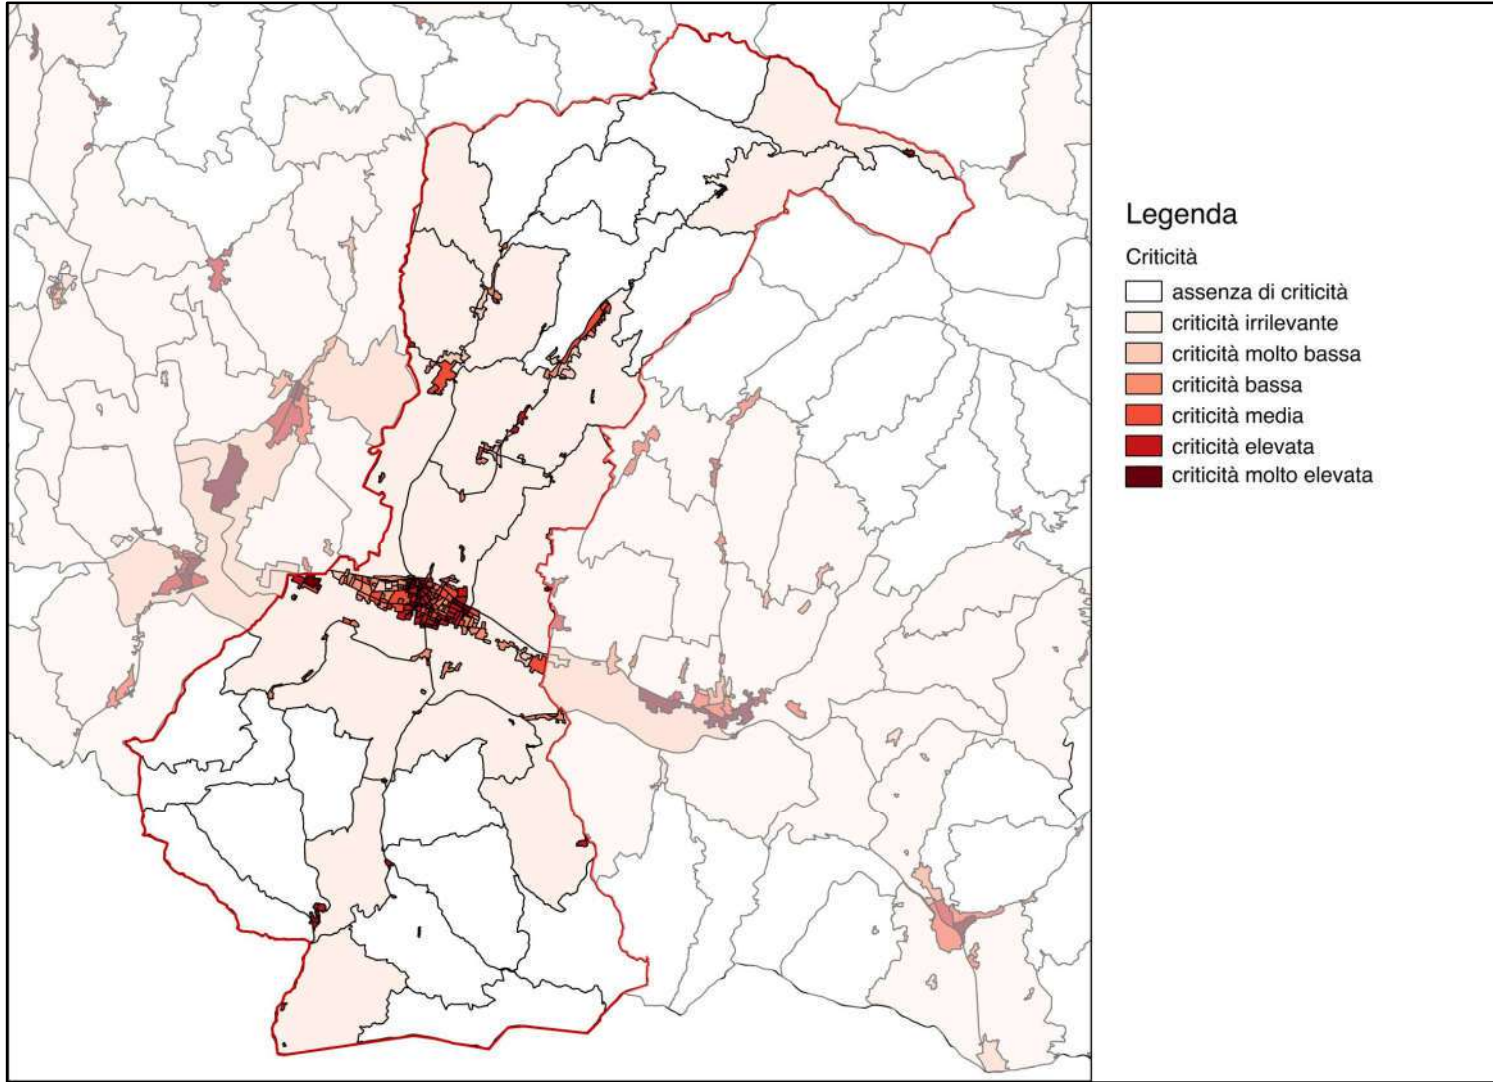 Legenda
Criticità
assenza di criticità
criticità irrilevante
criticità molto bassa
criticità bassa
criticità media
criticità elevata
criticità molto elevata